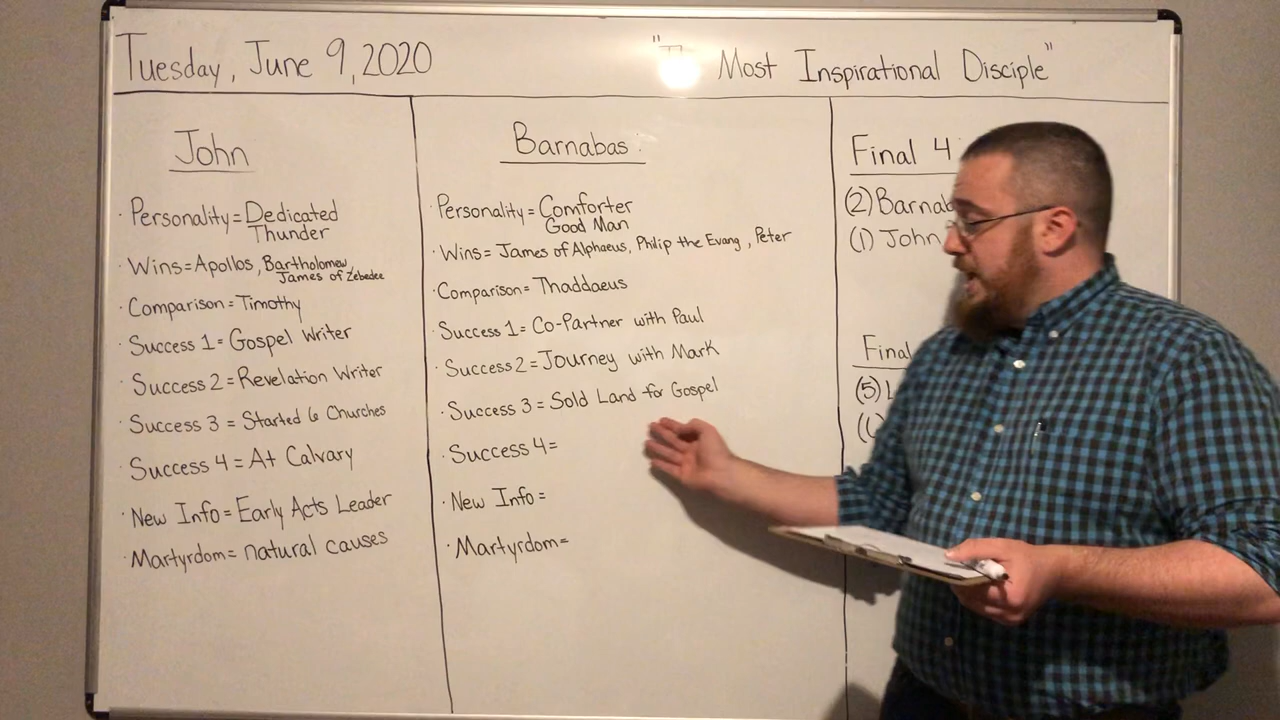 Tuesday, June 9, 2020
" Most Inspirational Disciple"
John
· Personality = Dedicated
Thunder
· Wins = Apollos, Bartholomew,
James of Zebedee
· Comparison = Timothy
· Success 1 = Gospel Writer
· Success 2 = Revelation Writer
· Success 3 = Started 6 Churches
· Success 4 = At Calvary
· New Info = Early Acts Leader
· Martyrdom = natural causes
Barnabas
· Personality = Comforter
Good Man
· Wins = James of Alphaeus, Philip the Evang, Peter
· Comparison = Thaddaeus
· Success 1 = Co-Partner with Paul
· Success 2 = Journey with Mark
· Success 3 = Sold Land for Gospel
· Success 4 =
· New Info =
· Martyrdom =
Final 4
(2) Barnab
(1) John
Final
(5) L